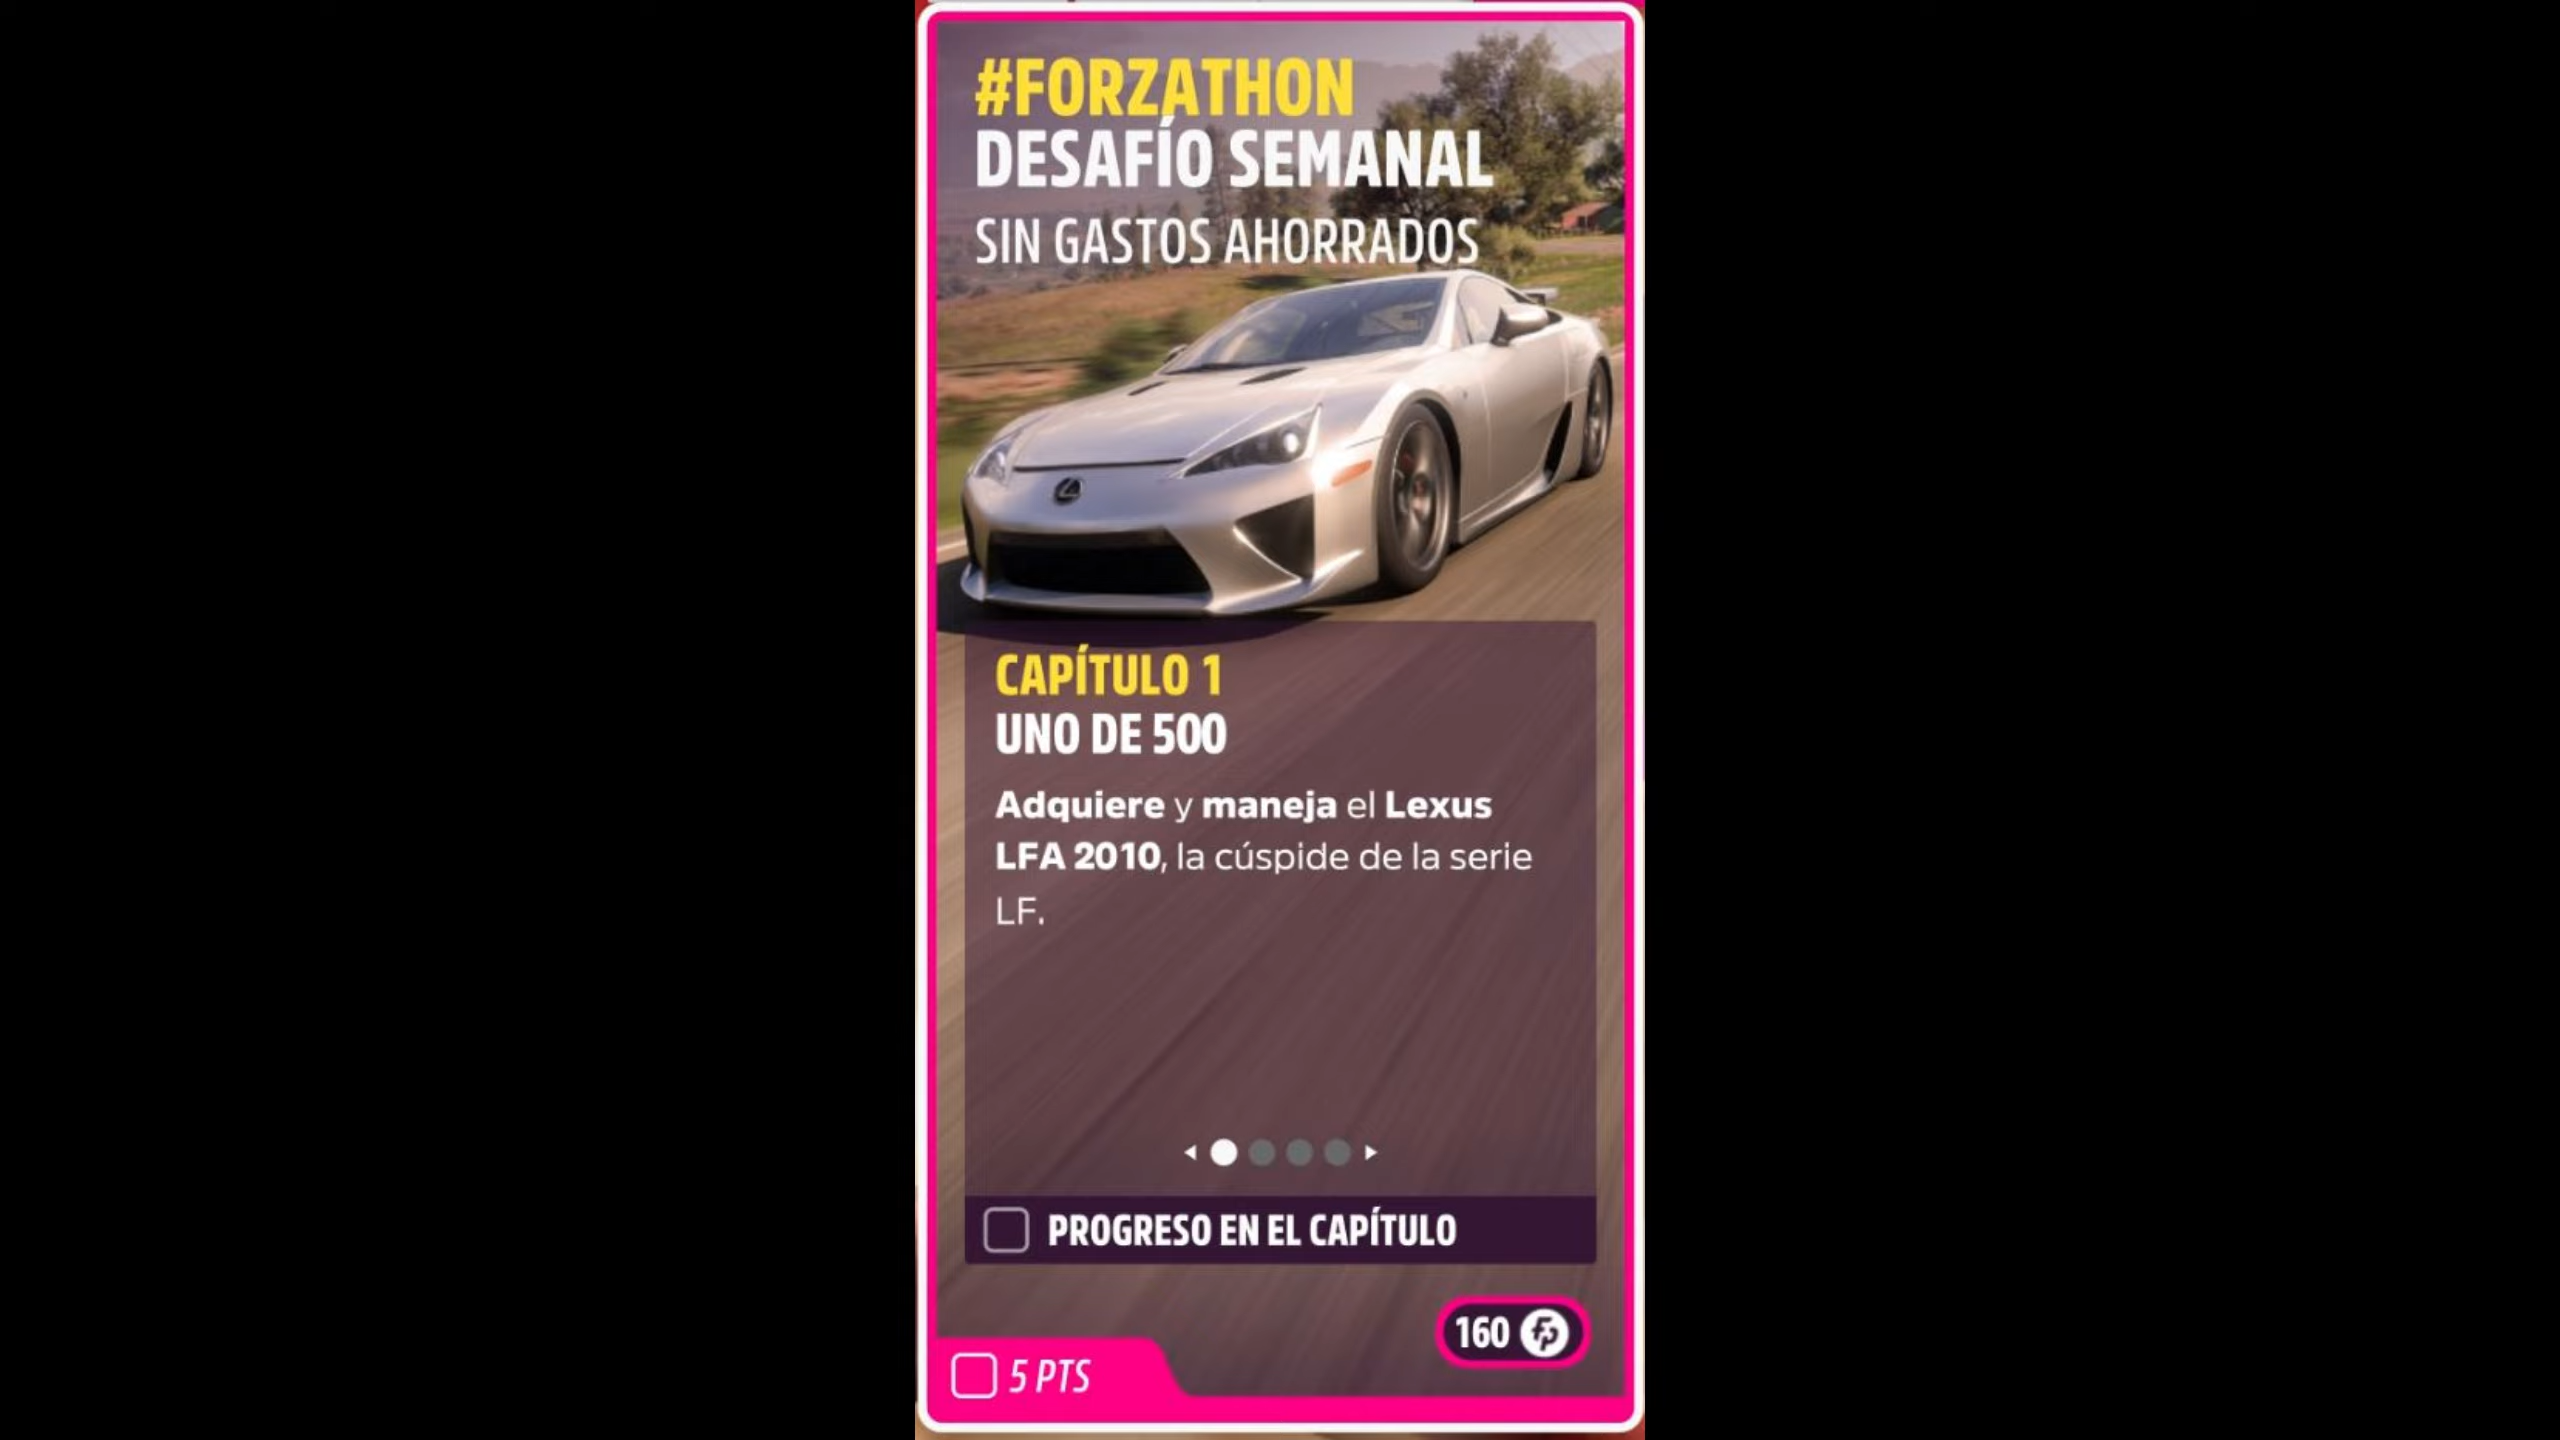 #FORZATHON
DESAFÍO SEMANAL
SIN GASTOS AHORRADOS
CAPÍTULO 1
UNO DE 500
Adquiere y maneja el Lexus
LFA 2010, la cúspide de la serie
LF.
PROGRESO EN EL CAPÍTULO
160
5 PTS